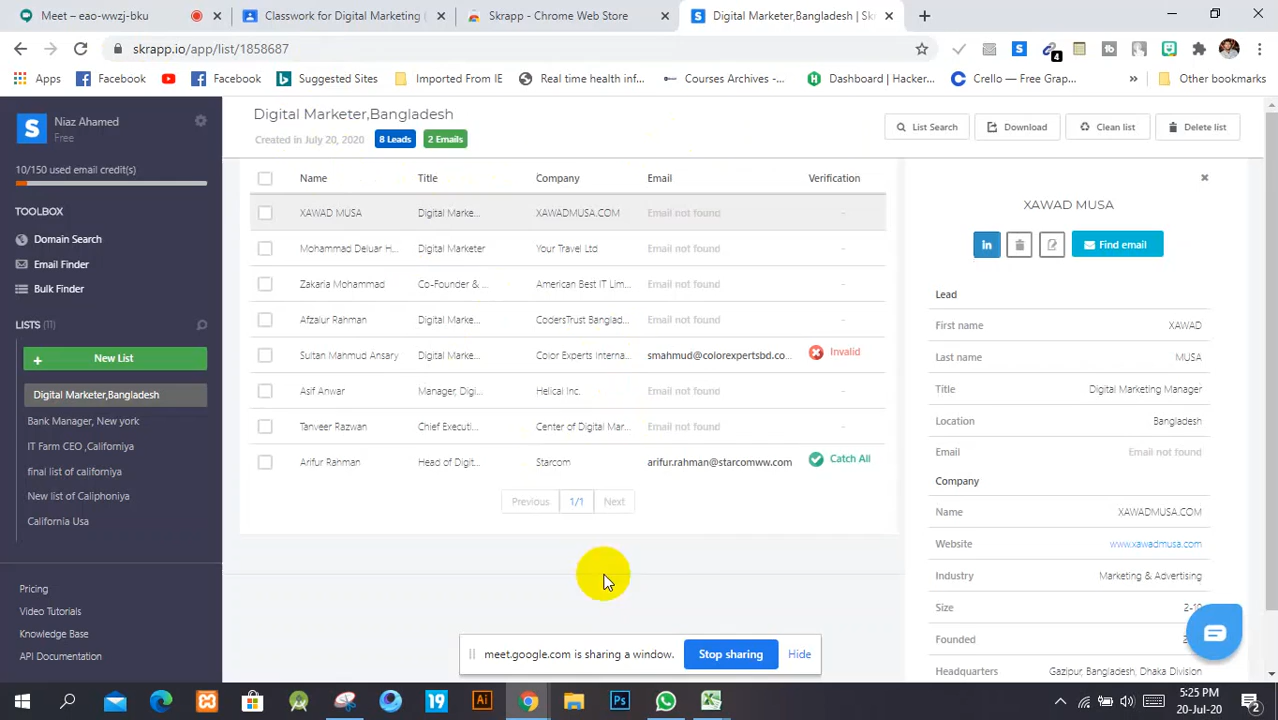 Meet – eao-wwzj-bku
Classwork for Digital Marketing (
Skrapp - Chrome Web Store
Digital Marketer,Bangladesh | Sk
skrapp.io/app/list/1858687
4
Apps
Facebook
Facebook
Suggested Sites
Imported From IE
Real time health inf...
Courses Archives -...
Dashboard | Hacker...
Crello — Free Grap...
»
Other bookmarks
S
Niaz Ahamed
Free
10/150 used email credit(s)
TOOLBOX
Domain Search
Email Finder
Bulk Finder
LISTS (11)
+ New List
Digital Marketer,Bangladesh
Bank Manager, New york
IT Farm CEO ,Californiya
final list of californiya
New list of Caliphoniya
California Usa
Pricing
Video Tutorials
Knowledge Base
API Documentation
Digital Marketer,Bangladesh
Created in July 20, 2020
8 Leads
2 Emails
List Search
Download
Clean list
Delete list
Name Title Company Email Verification
XAWAD MUSA Digital Marke... XAWADMUSA.COM Email not found -
Mohammad Deluar H... Digital Marketer Your Travel Ltd Email not found -
Zakaria Mohammad Co-Founder & ... American Best IT Lim... Email not found -
Afzalur Rahman Digital Marke... CodersTrust Banglad... Email not found -
Sultan Mahmud Ansary Digital Marke... Color Experts Interna... smahmud@colorexpertsbd.co... Invalid
Asif Anwar Manager, Digi... Helical Inc. Email not found -
Tanveer Razwan Chief Executi... Center of Digital Mar... Email not found -
Arifur Rahman Head of Digit... Starcom arifur.rahman@starcomww.com Catch All
Previous 1/1 Next
XAWAD MUSA
in
Find email
Lead
First name XAWAD
Last name MUSA
Title Digital Marketing Manager
Location Bangladesh
Email Email not found
Company
Name XAWADMUSA.COM
Website www.xawadmusa.com
Industry Marketing & Advertising
Size 2-10
Founded
Headquarters Gazipur, Bangladesh, Dhaka Division
meet.google.com is sharing a window.
Stop sharing
Hide
19
Ai
Ps
5:25 PM
20-Jul-20
2